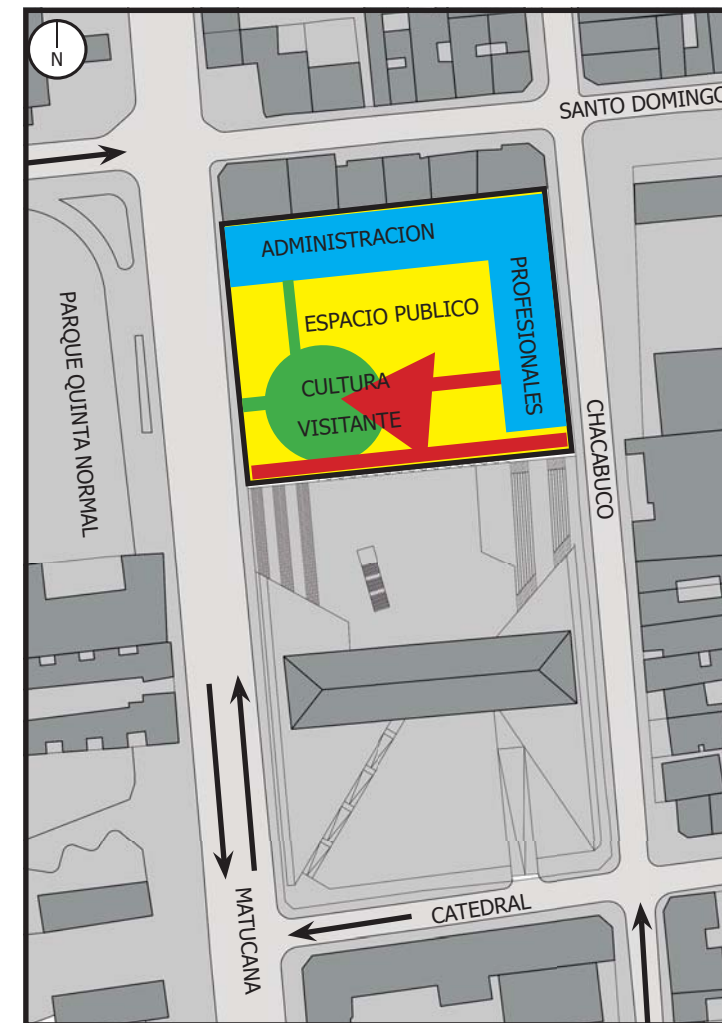 N
SANTO DOMINGO
ADMINISTRACION
PROFESIONALES
ESPACIO PUBLICO
PARQUE QUINTA NORMAL
CULTURA
VISITANTE
CHACABUCO
MATUCANA
CATEDRAL